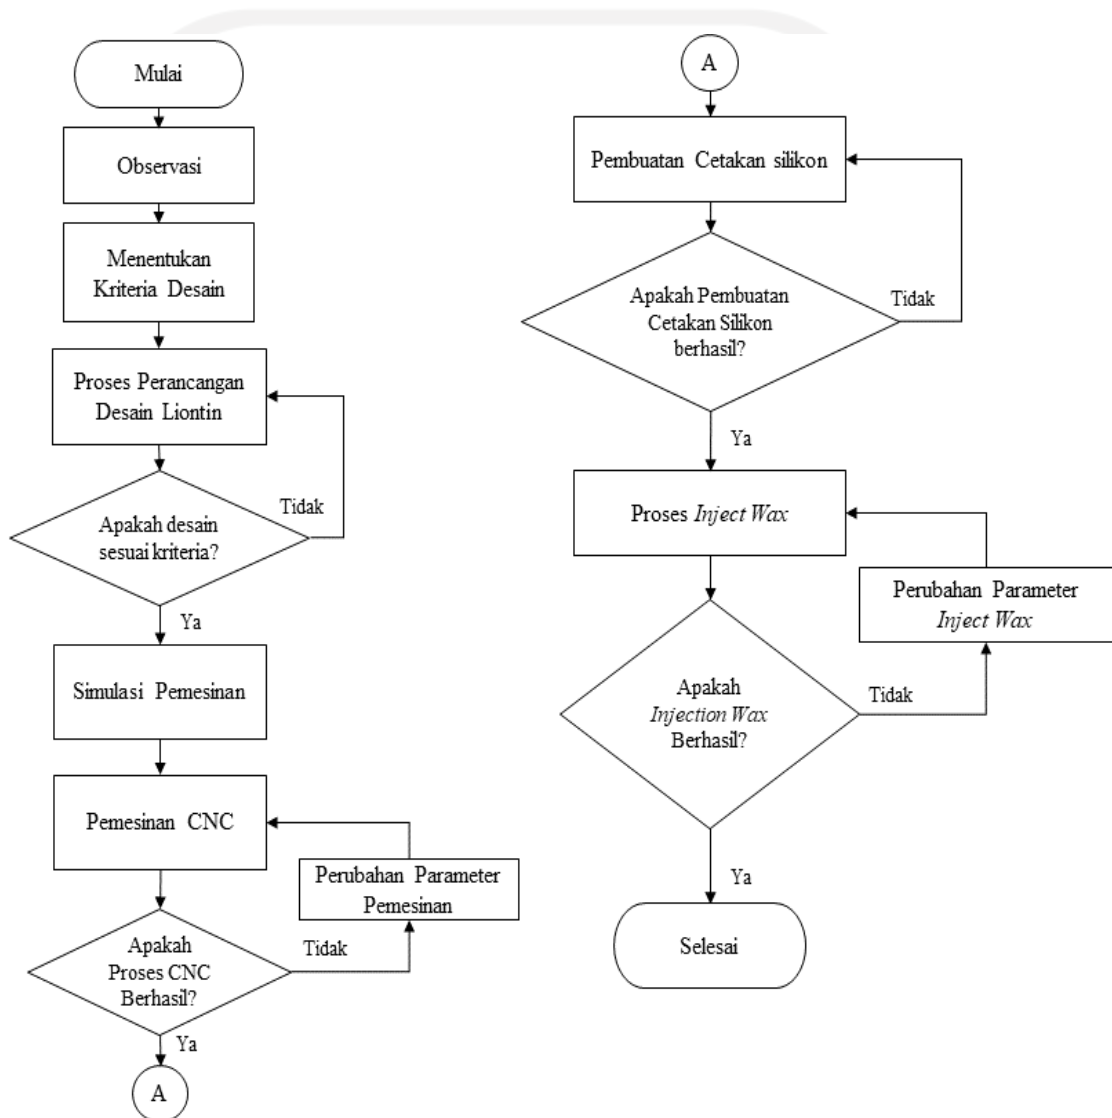 Mulai
Observasi
Menentukan
Kriteria Desain
Proses Perancangan
Desain Liontin
Tidak
Apakah desain
sesuai kriteria?
Ya
Simulasi Pemesinan
Pemesinan CNC
Perubahan Parameter
Pemesinan
Apakah
Proses CNC
Berhasil?
Tidak
Ya
A
A
Pembuatan Cetakan silikon
Apakah Pembuatan
Cetakan Silikon
berhasil?
Tidak
Ya
Proses Inject Wax
Perubahan Parameter
Inject Wax
Apakah
Injection Wax
Berhasil?
Tidak
Ya
Selesai